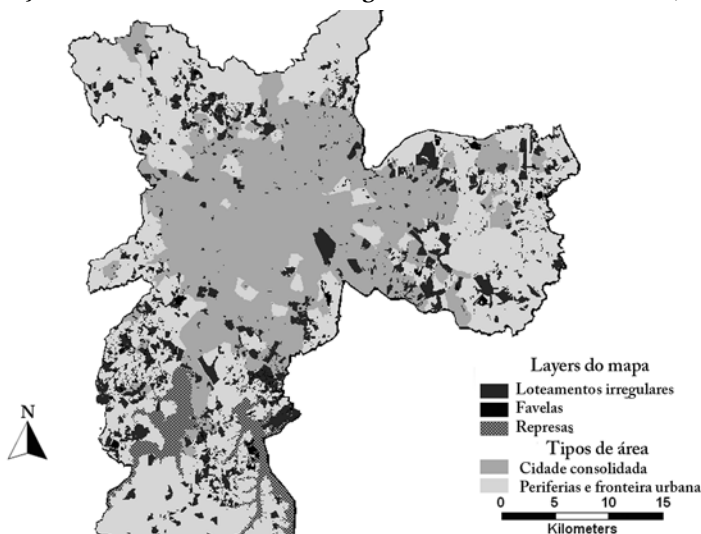 N
Layers do mapa
Loteamentos irregulares
Favelas
Represas
Tipos de área
Cidade consolidada
Periferias e fronteira urbana
0 5 10 15
Kilometers